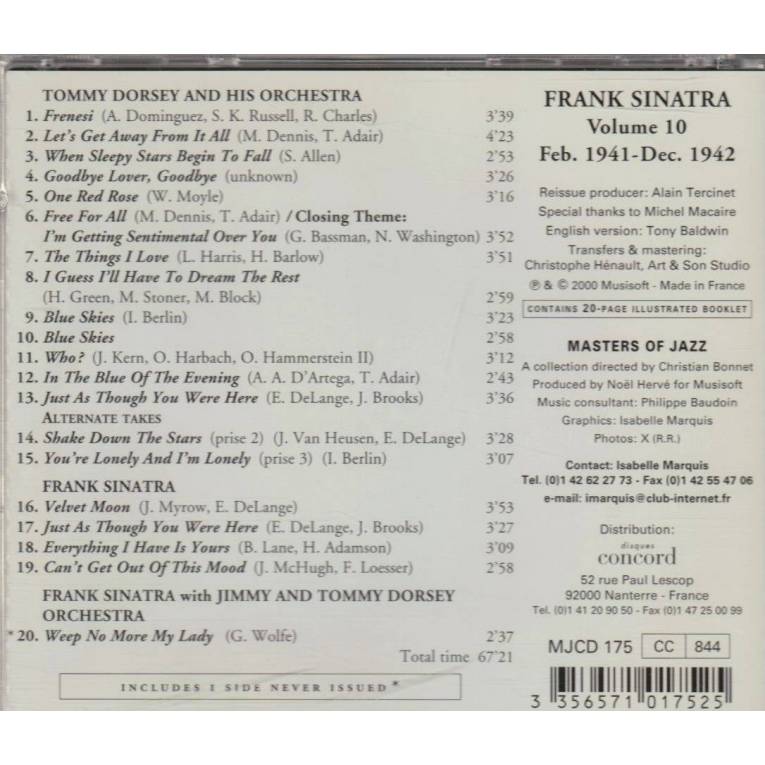 TOMMY DORSEY AND HIS ORCHESTRA
1. Frenesi (A. Dominguez, S. K. Russell, R. Charles) 3'39
2. Let's Get Away From It All (M. Dennis, T. Adair) 4'23
3. When Sleepy Stars Begin To Fall (S. Allen) 2'53
4. Goodbye Lover, Goodbye (unknown) 3'26
5. One Red Rose (W. Moyle) 3'16
6. Free For All (M. Dennis, T. Adair) / Closing Theme:
I'm Getting Sentimental Over You (G. Bassman, N. Washington) 3'52
7. The Things I Love (L. Harris, H. Barlow) 3'51
8. I Guess I'll Have To Dream The Rest
(H. Green, M. Stoner, M. Block) 2'59
9. Blue Skies (I. Berlin) 3'23
10. Blue Skies 2'58
11. Who? (J. Kern, O. Harbach, O. Hammerstein II) 3'12
12. In The Blue Of The Evening (A. A. D'Artega, T. Adair) 2'43
13. Just As Though You Were Here (E. DeLange, J. Brooks) 3'36
ALTERNATE TAKES
14. Shake Down The Stars (prise 2) (J. Van Heusen, E. DeLange) 3'28
15. You're Lonely And I'm Lonely (prise 3) (I. Berlin) 3'07
FRANK SINATRA
16. Velvet Moon (J. Myrow, E. DeLange) 3'53
17. Just As Though You Were Here (E. DeLange, J. Brooks) 3'27
18. Everything I Have Is Yours (B. Lane, H. Adamson) 3'09
19. Can't Get Out Of This Mood (J. McHugh, F. Loesser) 2'58
FRANK SINATRA with JIMMY AND TOMMY DORSEY
ORCHESTRA
*20. Weep No More My Lady (G. Wolfe) 2'37
Total time 67'21
INCLUDES 1 SIDE NEVER ISSUED*
FRANK SINATRA
Volume 10
Feb. 1941-Dec. 1942
Reissue producer: Alain Tercinet
Special thanks to Michel Macaire
English version: Tony Baldwin
Transfers & mastering:
Christophe Hénault, Art & Son Studio
℗ & © 2000 Musisoft - Made in France
CONTAINS 20-PAGE ILLUSTRATED BOOKLET
MASTERS OF JAZZ
A collection directed by Christian Bonnet
Produced by Noël Hervé for Musisoft
Music consultant: Philippe Baudoin
Graphics: Isabelle Marquis
Photos: X (R.R.)
Contact: Isabelle Marquis
Tel. (0)1 42 62 27 73 - Fax (0)1 42 55 47 06
e-mail: imarquis@club-internet.fr
Distribution:
disques
concord
52 rue Paul Lescop
92000 Nanterre - France
Tel. (0)1 41 20 90 50 - Fax (0)1 47 25 00 99
MJCD 175 CC 844
3 356571 017525